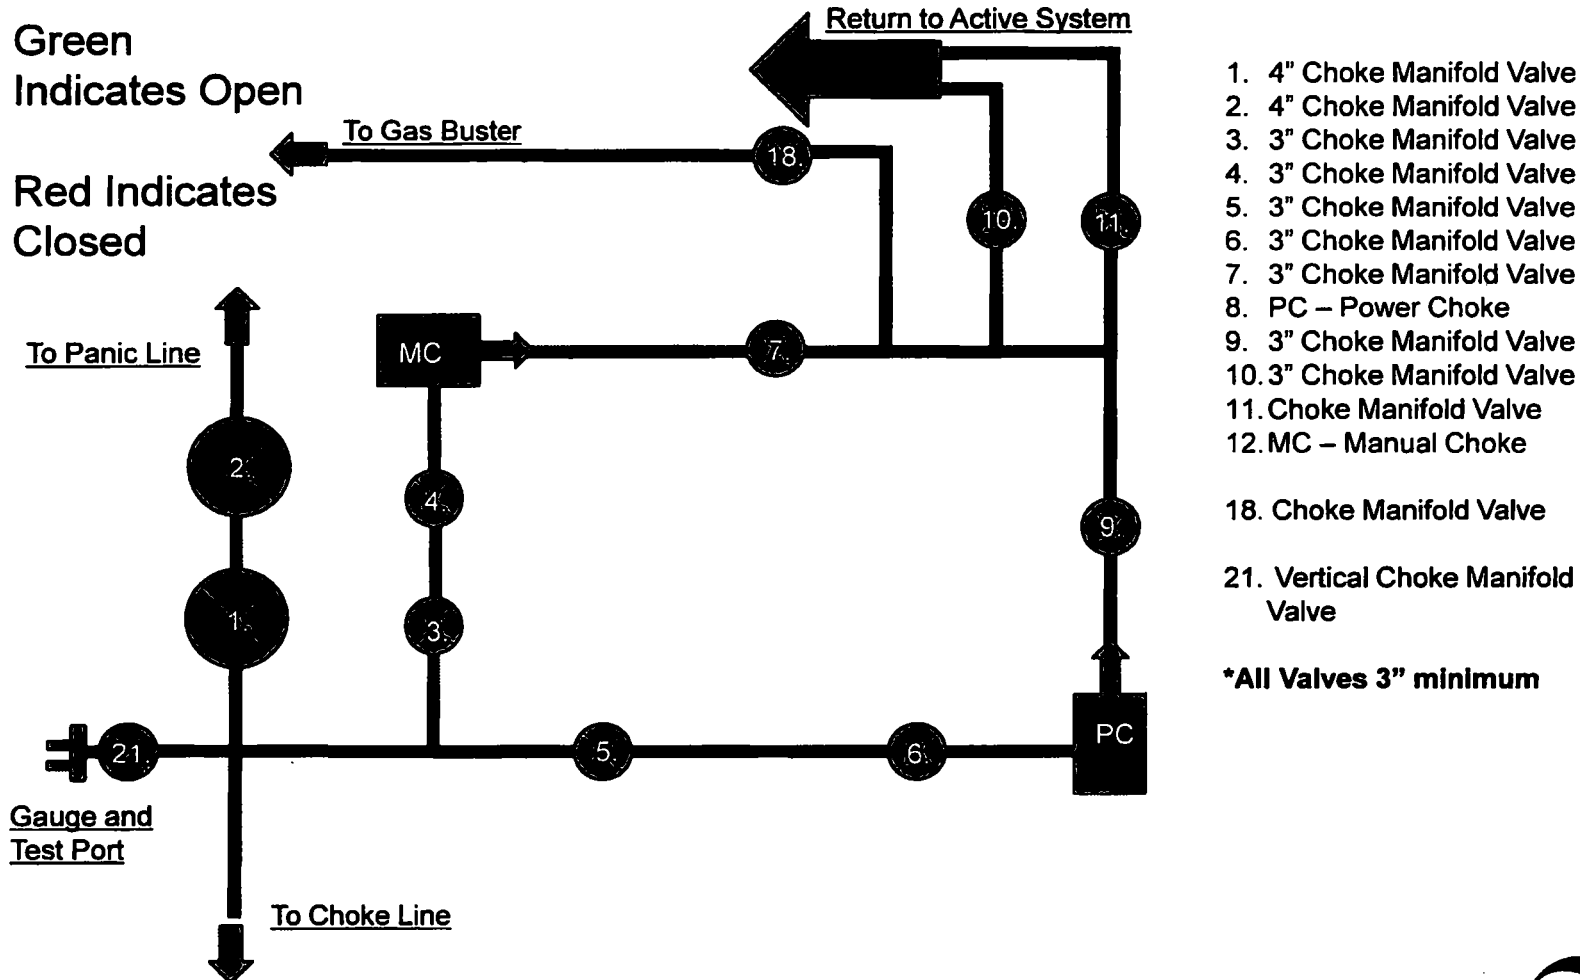 Green
Indicates Open
Red Indicates
Closed
Return to Active System
To Gas Buster
18.
10.
11.
To Panic Line
MC
7.
2.
4.
9.
1.
3.
21.
5.
6.
PC
Gauge and
Test Port
To Choke Line
1. 4" Choke Manifold Valve
2. 4" Choke Manifold Valve
3. 3" Choke Manifold Valve
4. 3" Choke Manifold Valve
5. 3" Choke Manifold Valve
6. 3" Choke Manifold Valve
7. 3" Choke Manifold Valve
8. PC – Power Choke
9. 3" Choke Manifold Valve
10. 3" Choke Manifold Valve
11. Choke Manifold Valve
12. MC – Manual Choke
18. Choke Manifold Valve
21. Vertical Choke Manifold
Valve
*All Valves 3" minimum